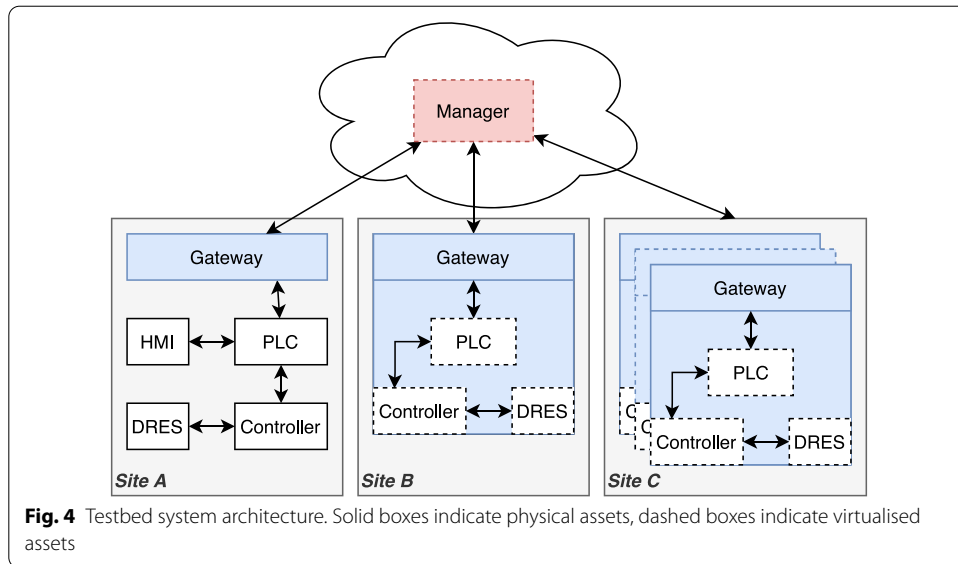 Manager
Gateway
HMI
PLC
DRES
Controller
Site A
Gateway
PLC
Controller
DRES
Site B
Gateway
PLC
C
C
Controller
DRES
Site C
Fig. 4 Testbed system architecture. Solid boxes indicate physical assets, dashed boxes indicate virtualised
assets